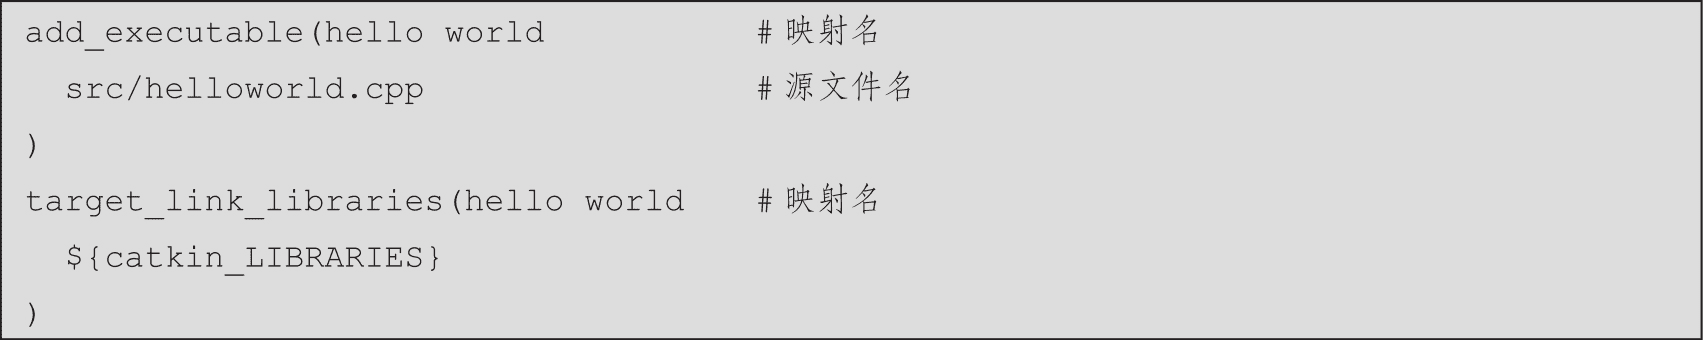 add_executable(hello world # 映射名
  src/helloworld.cpp # 源文件名
)
target_link_libraries(hello world # 映射名
  ${catkin_LIBRARIES}
)